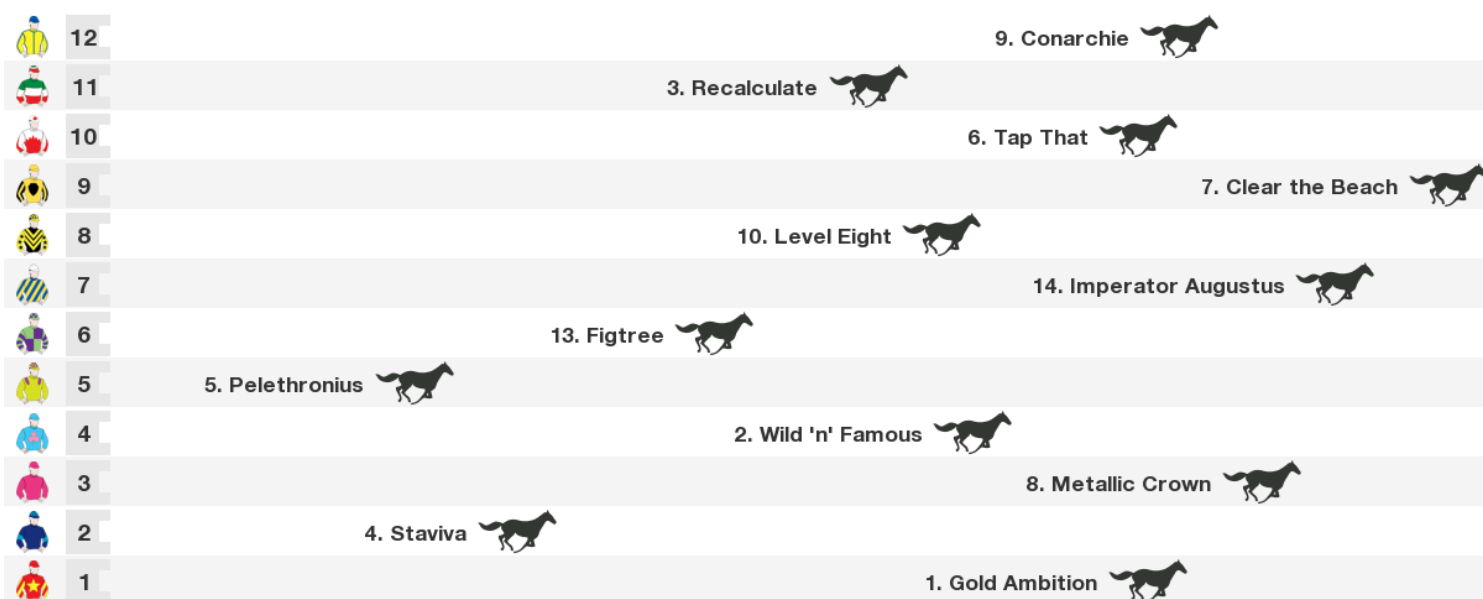 12 9. Conarchie
11 3. Recalculate
10 6. Tap That
9 7. Clear the Beach
8 10. Level Eight
7 14. Imperator Augustus
6 13. Figtree
5 5. Pelethronius
4 2. Wild 'n' Famous
3 8. Metallic Crown
2 4. Staviva
1 1. Gold Ambition